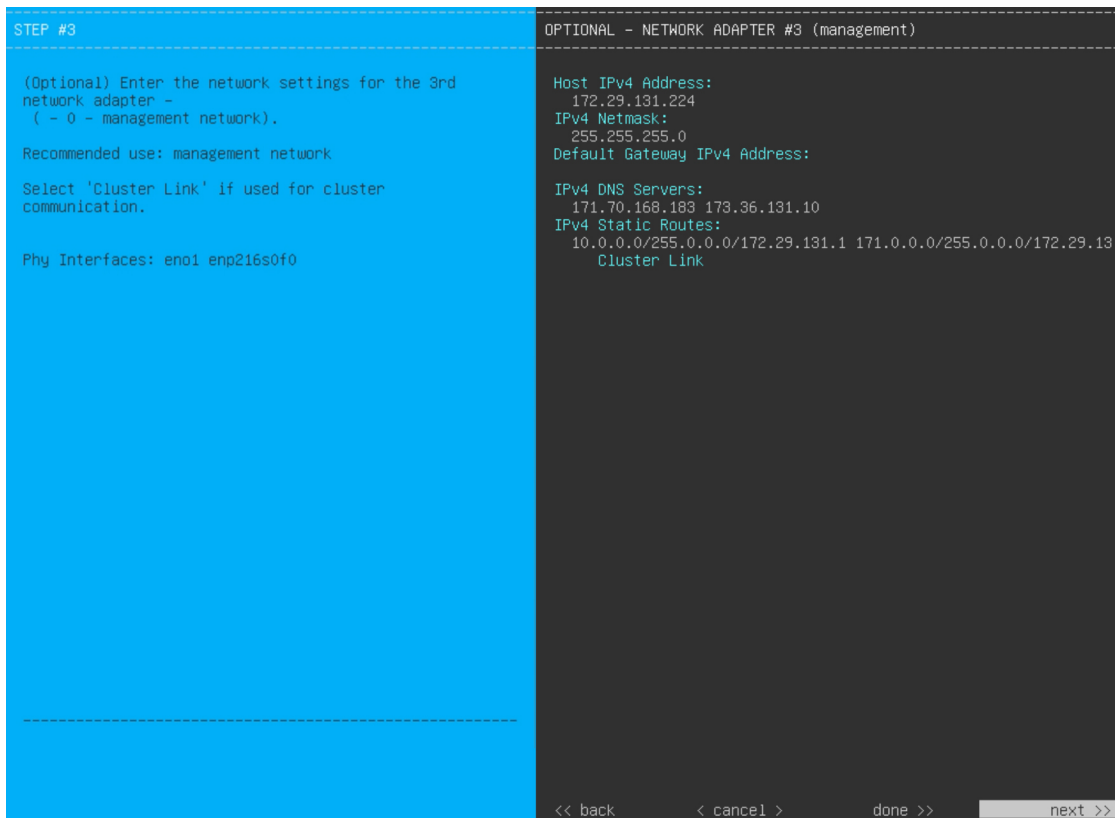 STEP #3
(Optional) Enter the network settings for the 3rd
network adapter -
( - 0 - management network).
Recommended use: management network
Select 'Cluster Link' if used for cluster
communication.
Phy Interfaces: eno1 enp216s0f0
OPTIONAL - NETWORK ADAPTER #3 (management)
Host IPv4 Address:
172.29.131.224
IPv4 Netmask:
255.255.255.0
Default Gateway IPv4 Address:
IPv4 DNS Servers:
171.70.168.183 173.36.131.10
IPv4 Static Routes:
10.0.0.0/255.0.0.0/172.29.131.1 171.0.0.0/255.0.0.0/172.29.13
Cluster Link
<< back < cancel > done >> next >>